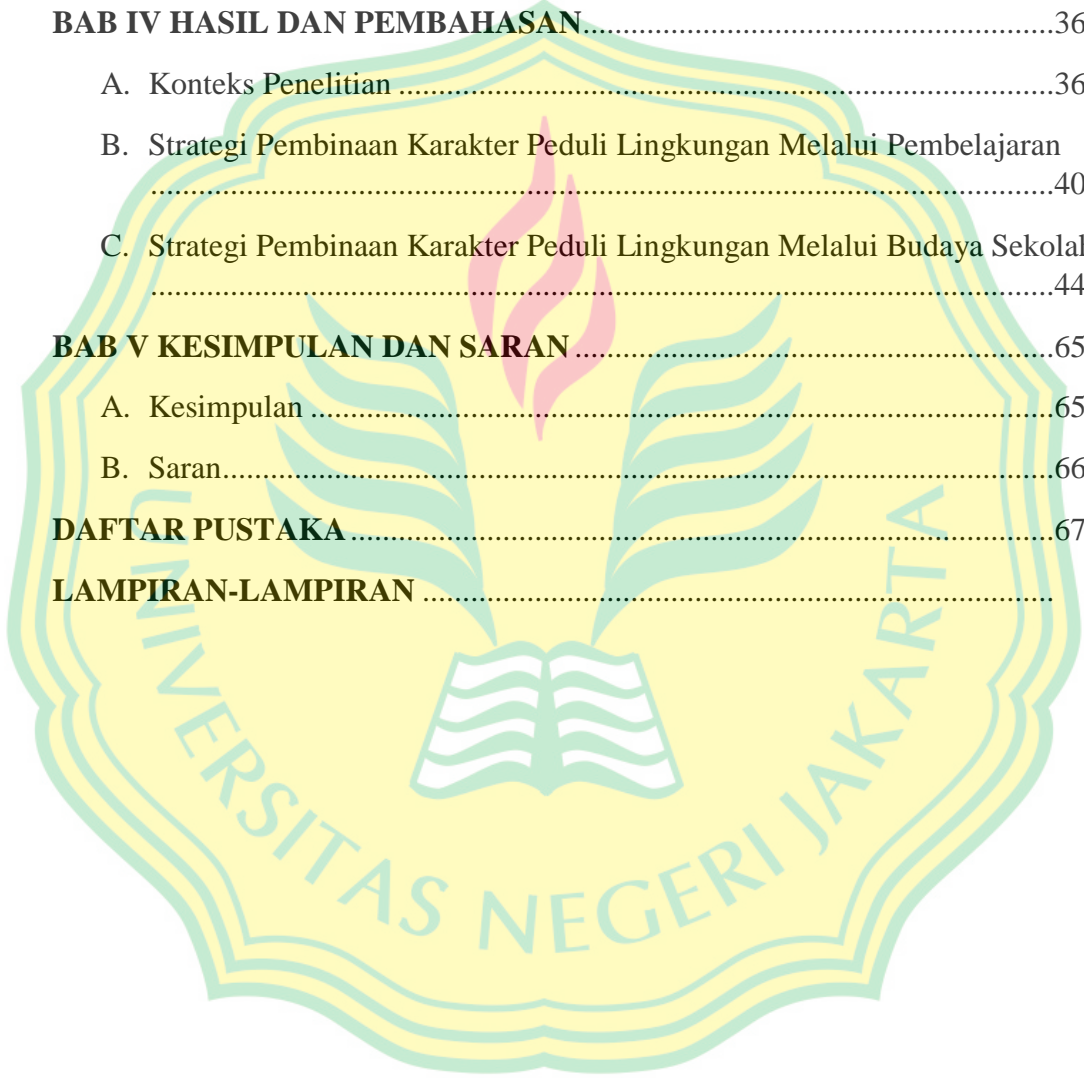 BAB IV HASIL DAN PEMBAHASAN..........................................................................36
A. Konteks Penelitian ...............................................................................................36
B. Strategi Pembinaan Karakter Peduli Lingkungan Melalui Pembelajaran
.................................................................................................................................40
C. Strategi Pembinaan Karakter Peduli Lingkungan Melalui Budaya Sekolah
.................................................................................................................................44
BAB V KESIMPULAN DAN SARAN ...........................................................................65
A. Kesimpulan ..........................................................................................................65
B. Saran.....................................................................................................................66
DAFTAR PUSTAKA .....................................................................................................67
LAMPIRAN-LAMPIRAN ..........................................................................................
UNIVERSITAS NEGERI JAKARTA